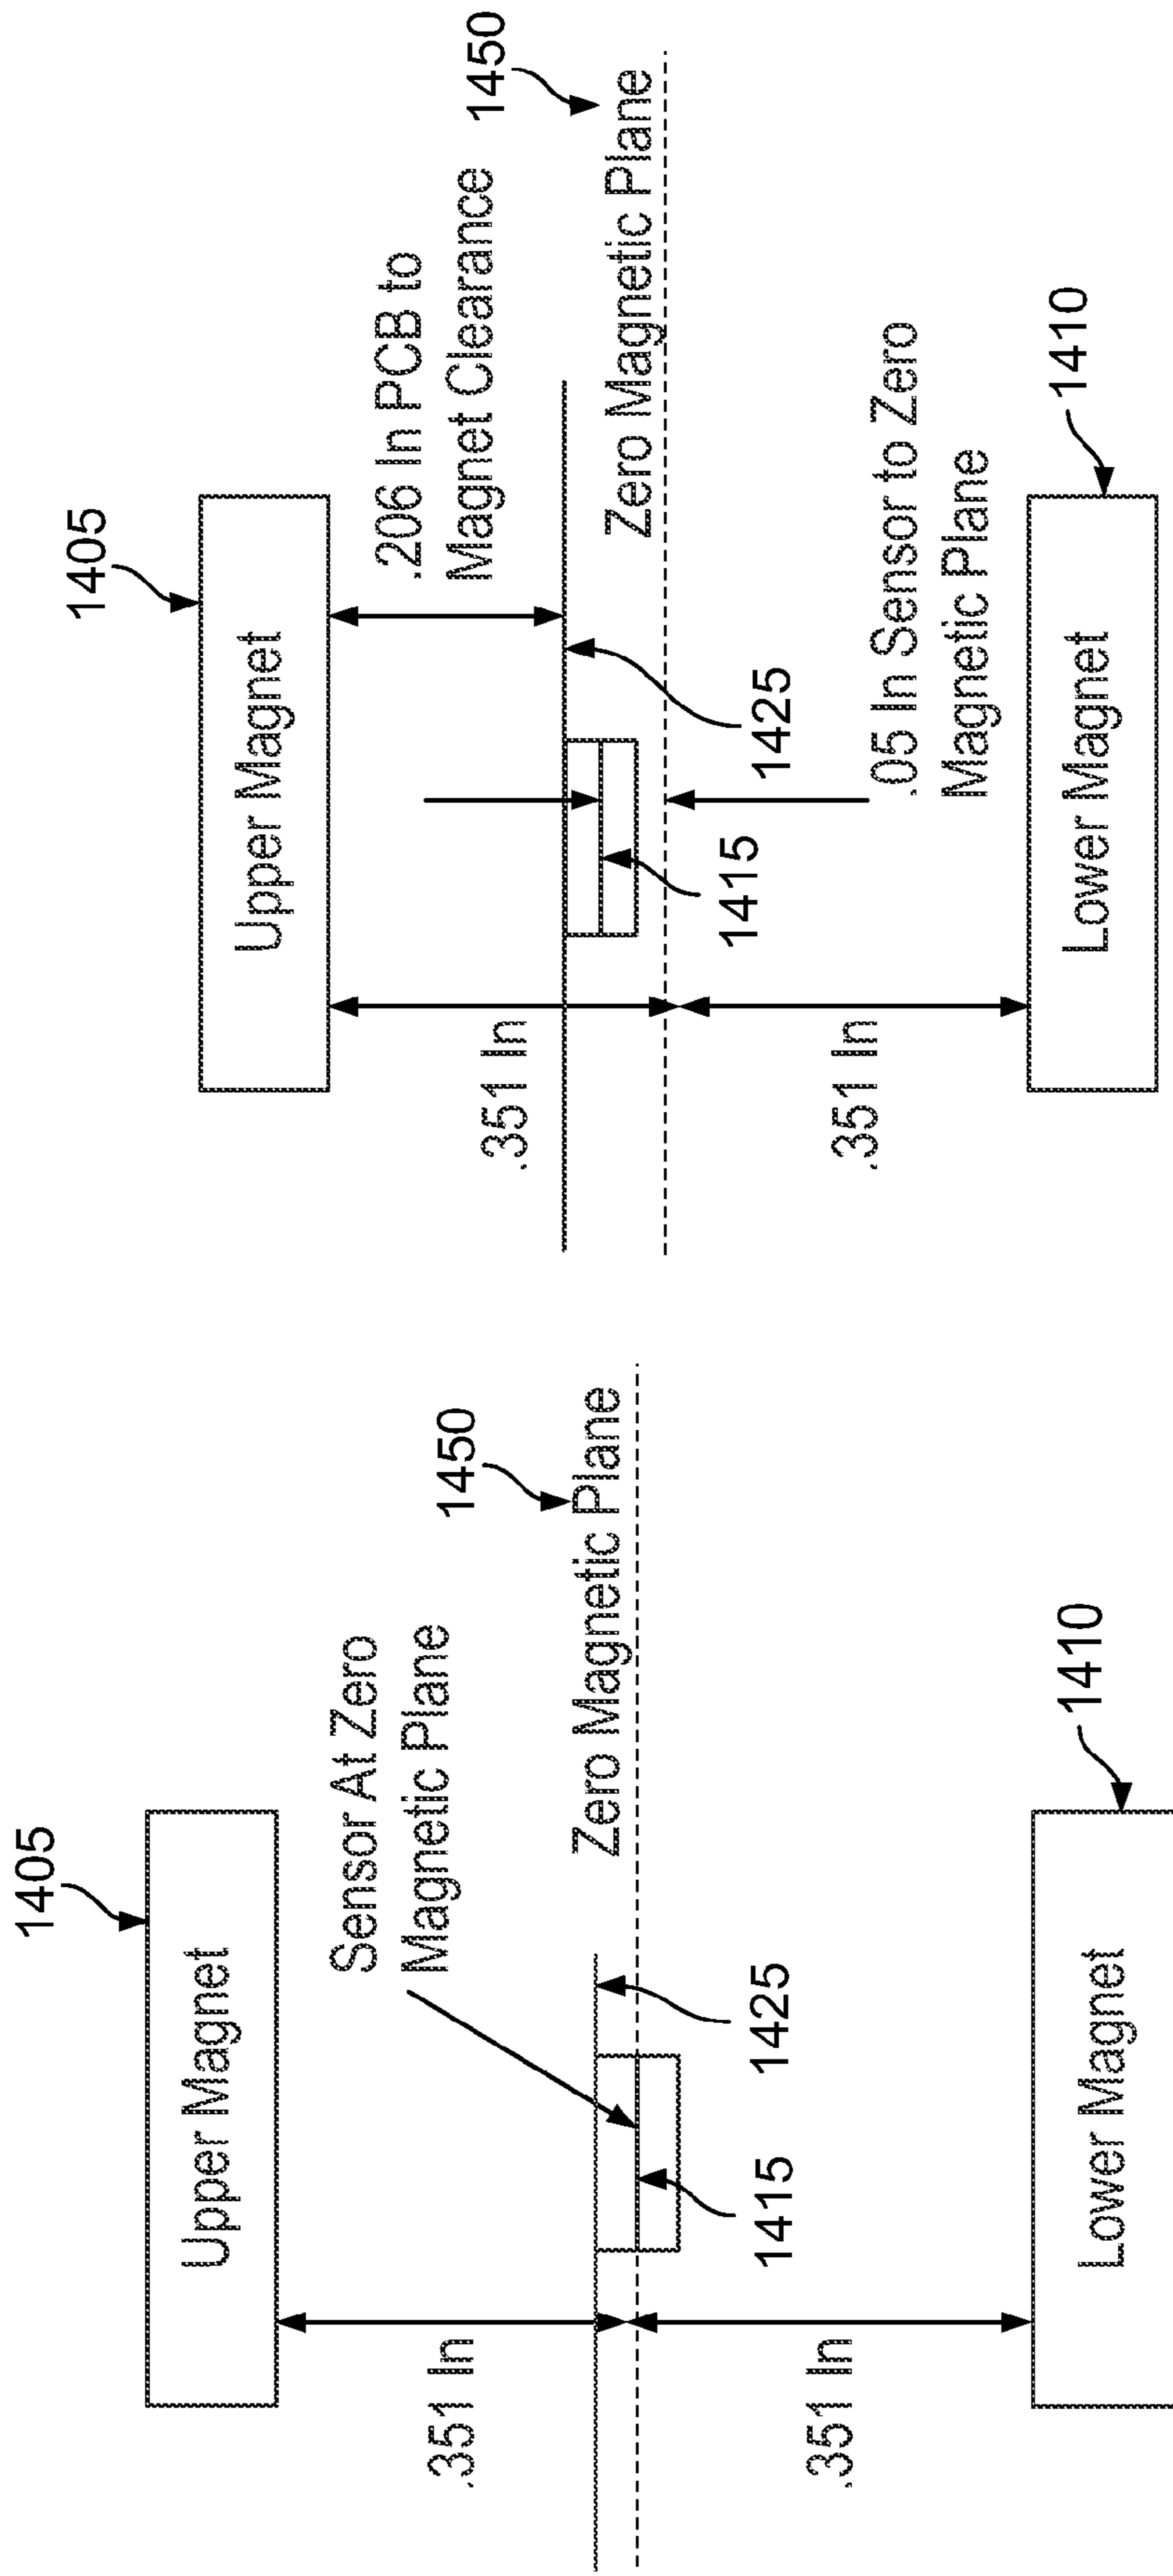 1405
Upper Magnet
Sensor At Zero
Magnetic Plane
1450
Zero Magnetic Plane
.351 In
1425
1415
.351 In
1410
Lower Magnet
1405
Upper Magnet
.206 In PCB to
Magnet Clearance
1450
Zero Magnetic Plane
.351 In
1425
1415
.05 In Sensor to Zero
Magnetic Plane
.351 In
1410
Lower Magnet